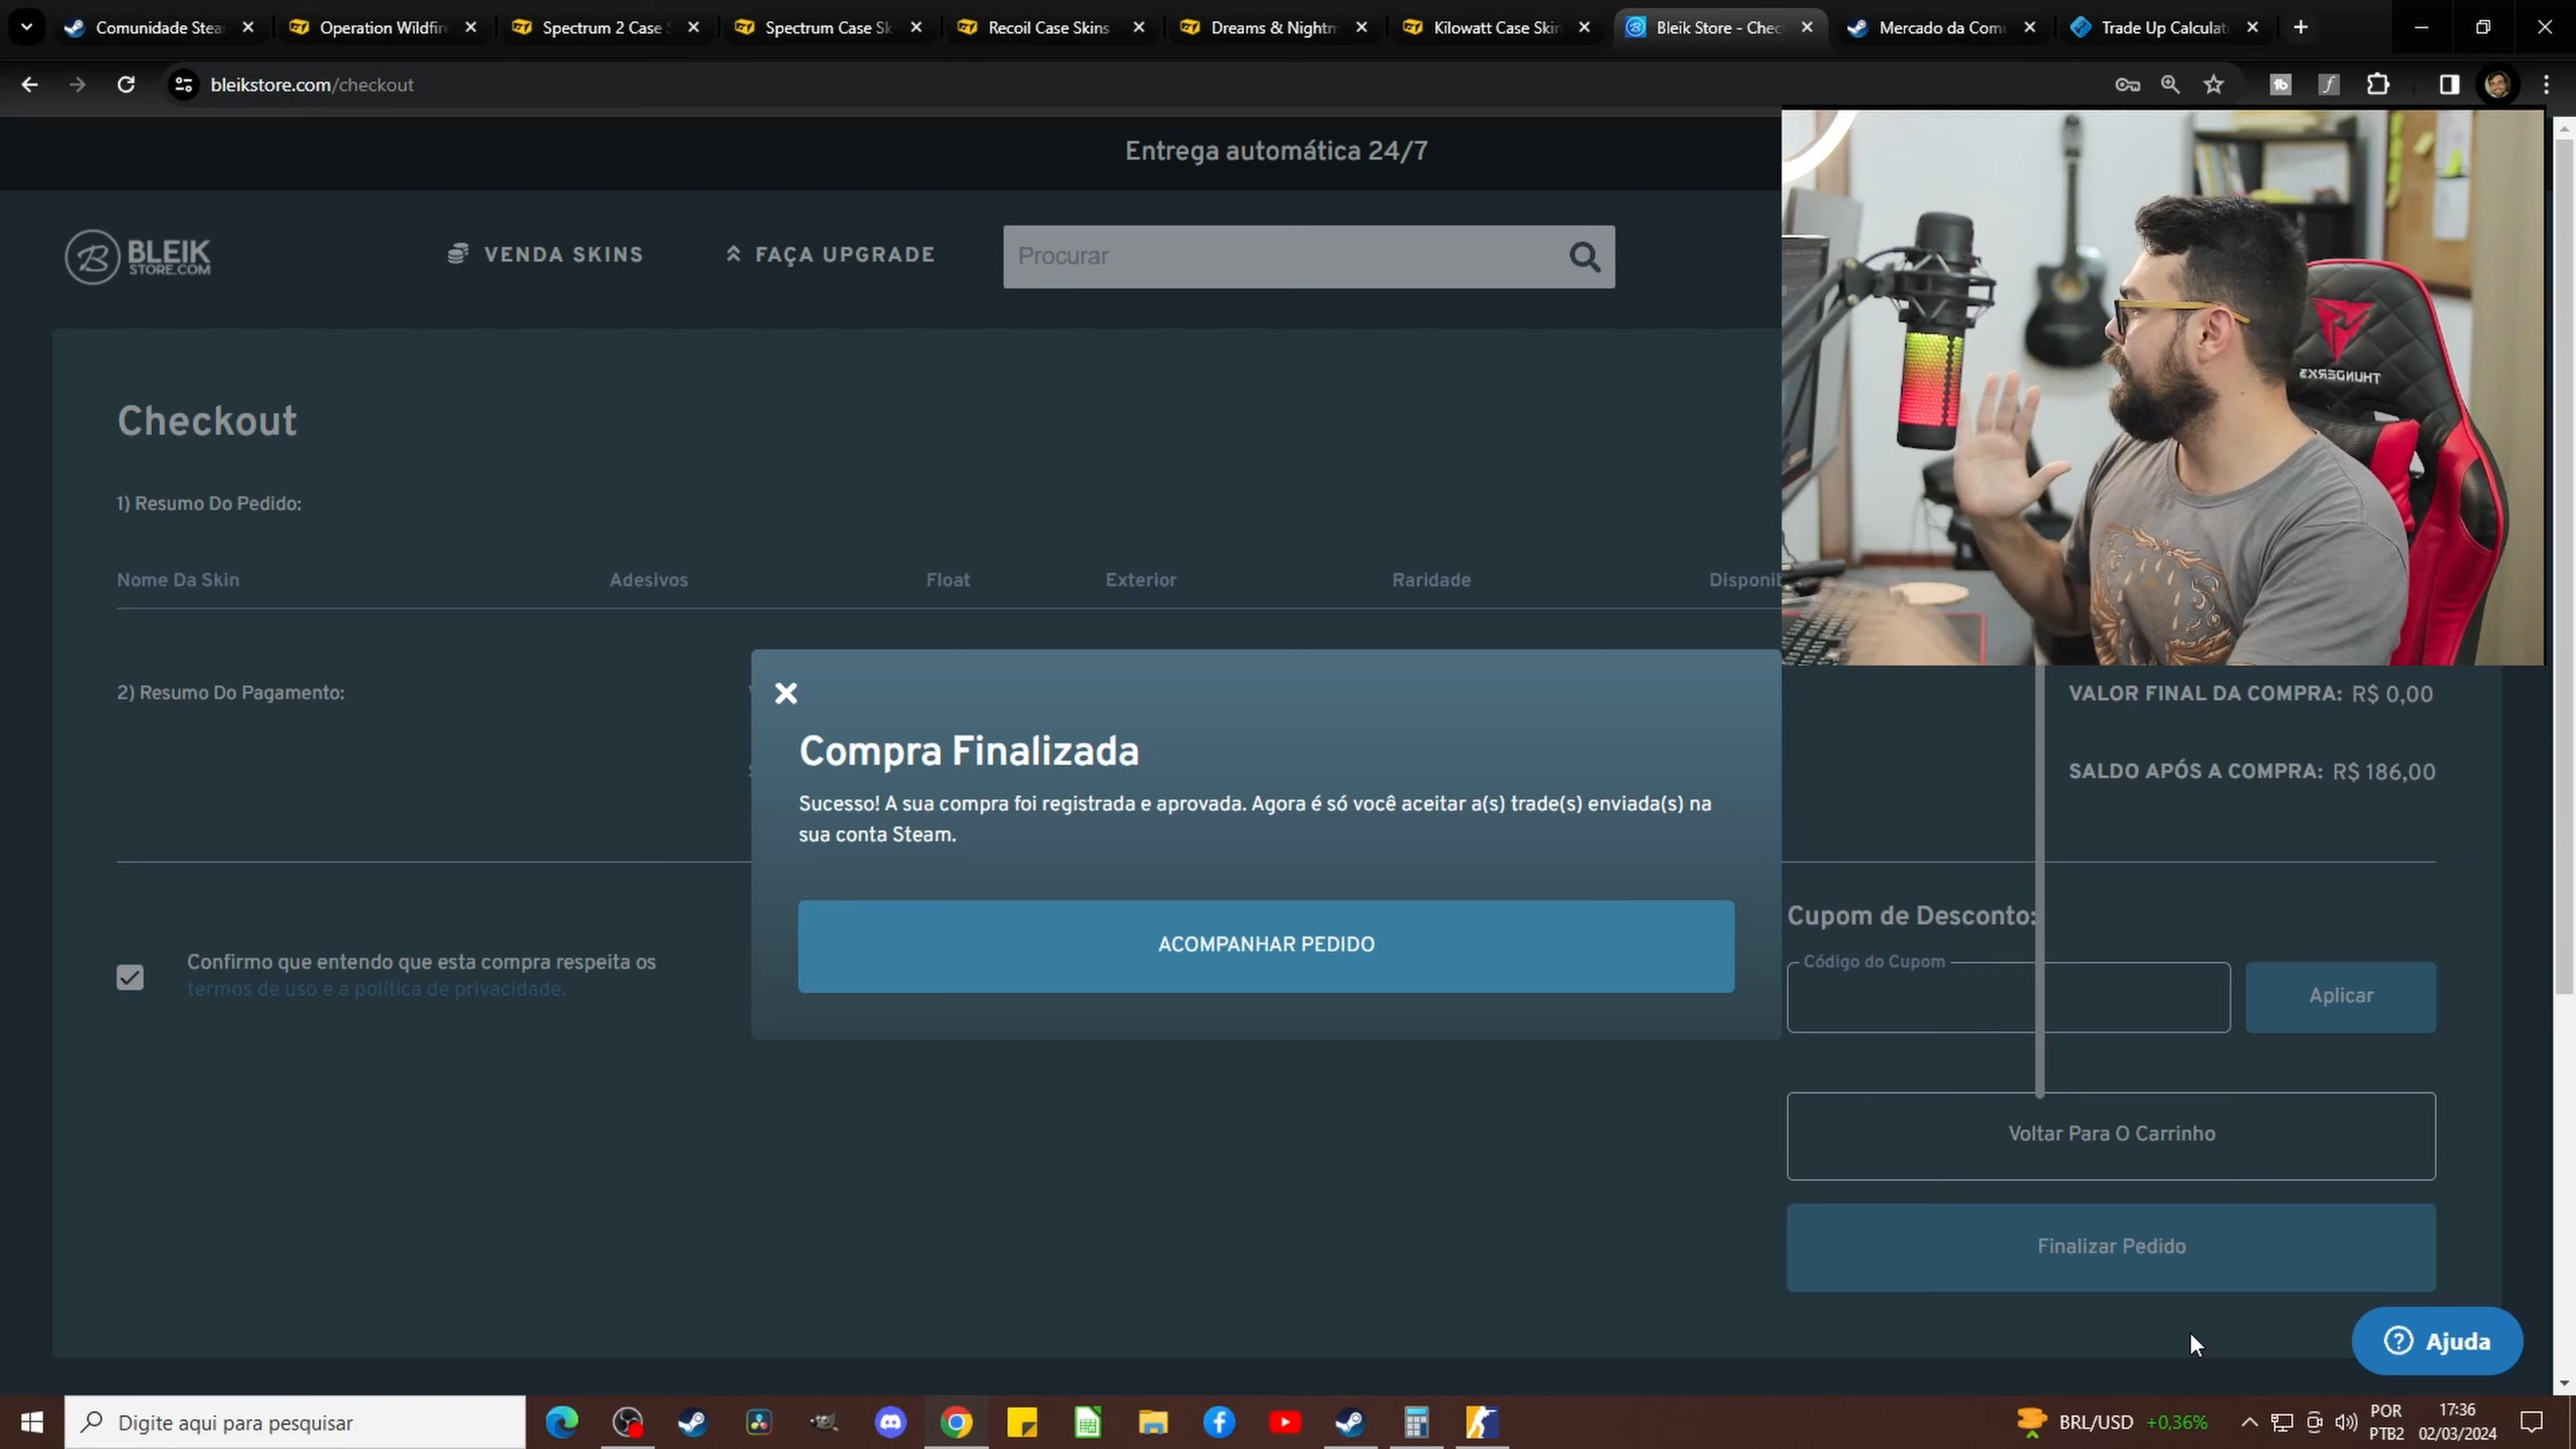 Comunidade Stea
Operation Wildfire
Spectrum 2 Case S
Spectrum Case Sk
Recoil Case Skins
Dreams & Nightm
Kilowatt Case Skin
Bleik Store - Chec
Mercado da Com
Trade Up Calculat
bleikstore.com/checkout
Entrega automática 24/7
BLEIK
STORE.COM
VENDA SKINS
FAÇA UPGRADE
Procurar
THUNDERX3
Checkout
1) Resumo Do Pedido:
Nome Da Skin
Adesivos
Float
Exterior
Raridade
Disponib
2) Resumo Do Pagamento:
VALOR FINAL DA COMPRA: R$ 0,00
SALDO APÓS A COMPRA: R$ 186,00
Compra Finalizada
Sucesso! A sua compra foi registrada e aprovada. Agora é só você aceitar a(s) trade(s) enviada(s) na
sua conta Steam.
ACOMPANHAR PEDIDO
Confirmo que entendo que esta compra respeita os
termos de uso e a política de privacidade.
Cupom de Desconto:
Código do Cupom
Aplicar
Voltar Para O Carrinho
Finalizar Pedido
Ajuda
Digite aqui para pesquisar
BRL/USD +0,36%
POR
PTB2
17:36
02/03/2024